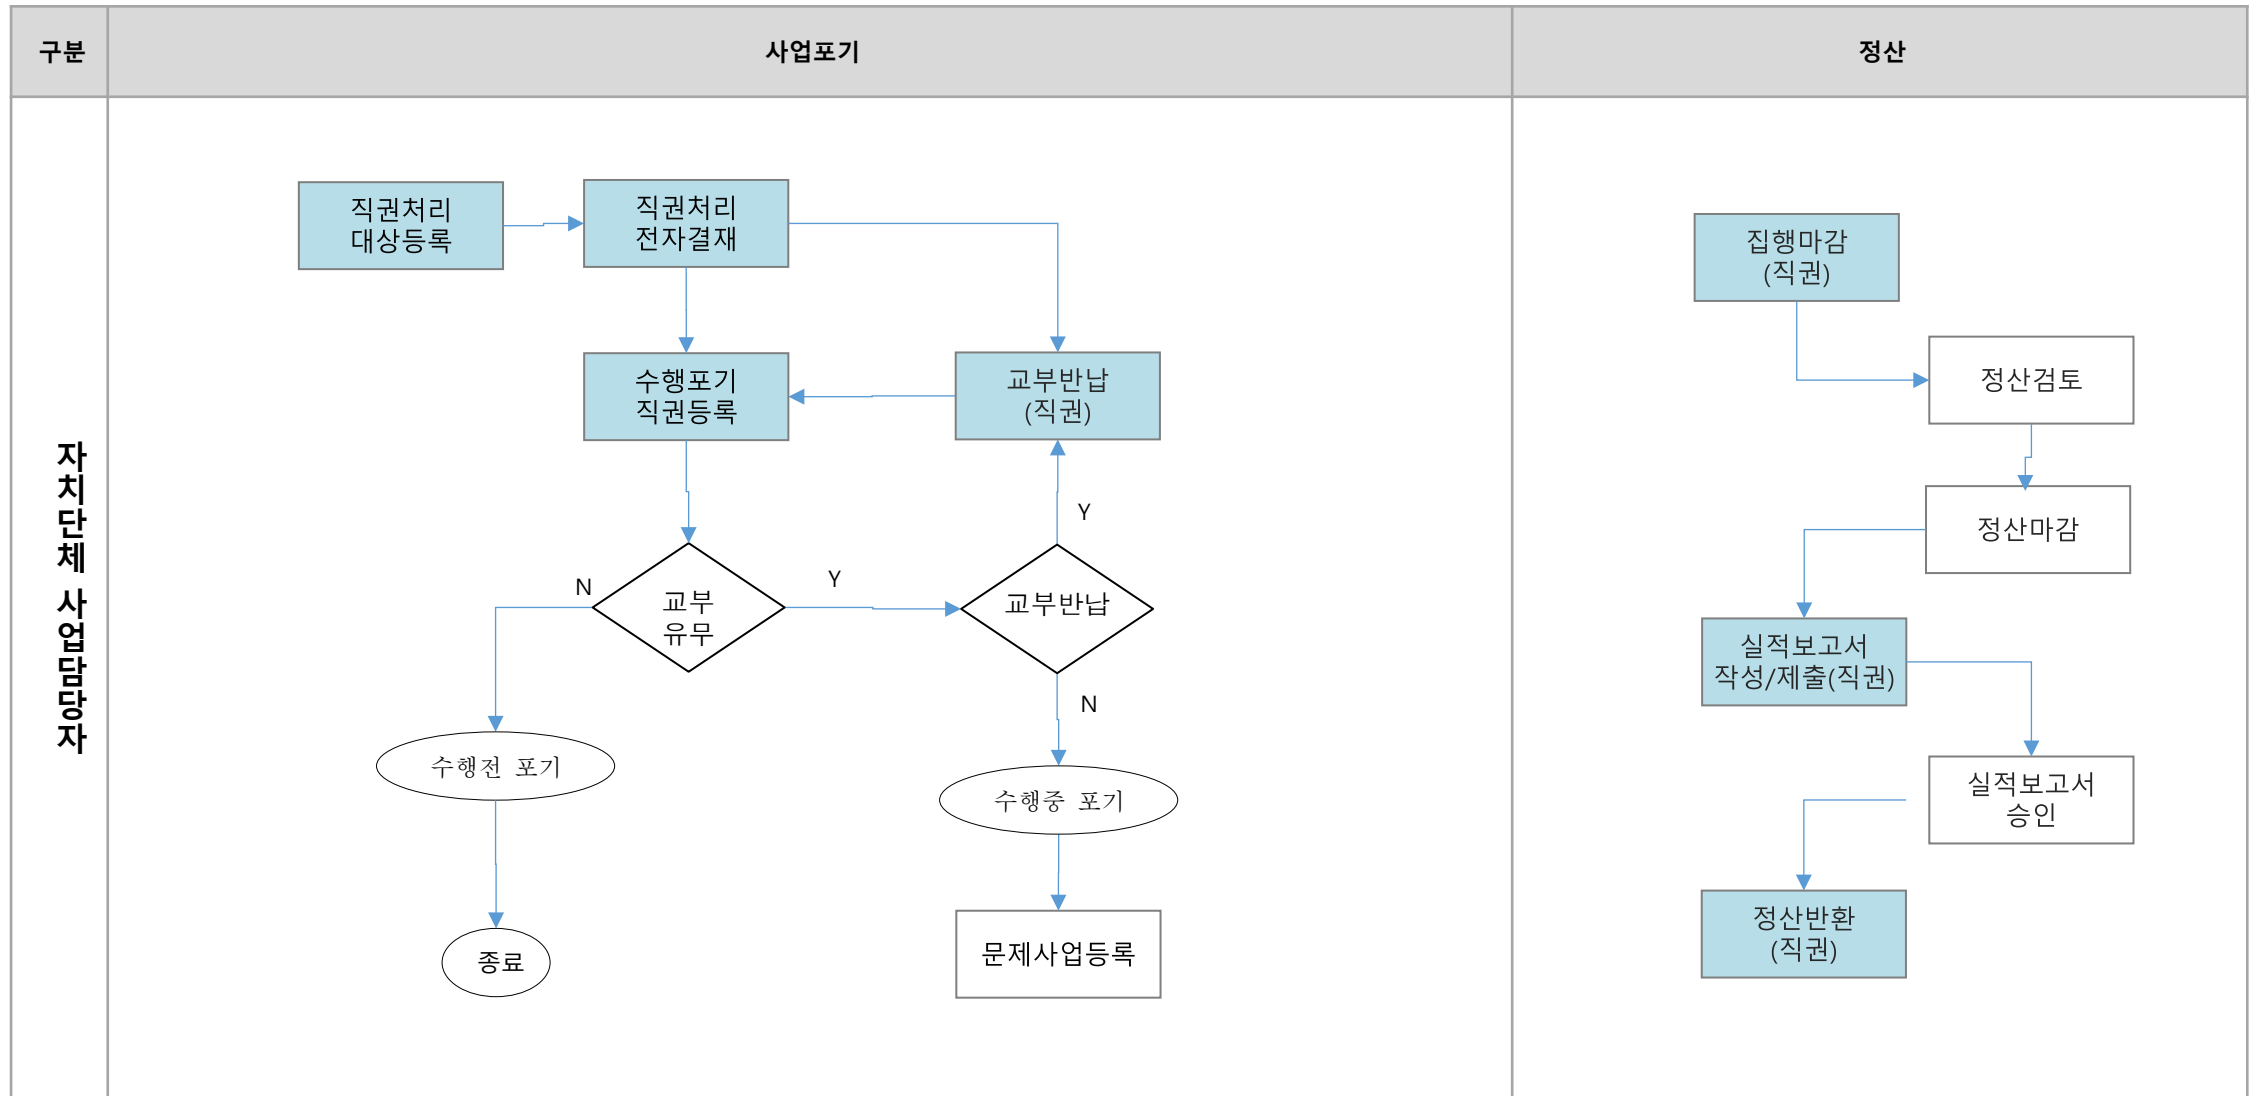 구분
사업포기
정산
자치단체 사업담당자
직권처리
대상등록
직권처리
전자결재
수행포기
직권등록
교부반납
(직권)
Y
N
교부
유무
Y
교부반납
N
수행전 포기
수행중 포기
종료
문제사업등록
집행마감
(직권)
정산검토
정산마감
실적보고서
작성/제출(직권)
실적보고서
승인
정산반환
(직권)